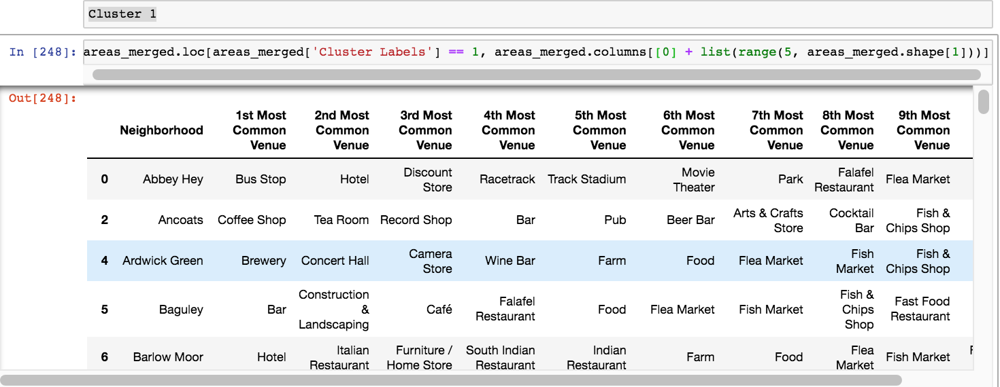 Cluster 1
In [248]: areas_merged.loc[areas_merged['Cluster Labels'] == 1, areas_merged.columns[[0] + list(range(5, areas_merged.shape[1]))]]
Out[248]:
Neighborhood 1st Most Common Venue 2nd Most Common Venue 3rd Most Common Venue 4th Most Common Venue 5th Most Common Venue 6th Most Common Venue 7th Most Common Venue 8th Most Common Venue 9th Most Common Venue
0 Abbey Hey Bus Stop Hotel Discount Store Racetrack Track Stadium Movie Theater Park Falafel Restaurant Flea Market
2 Ancoats Coffee Shop Tea Room Record Shop Bar Pub Beer Bar Arts & Crafts Store Cocktail Bar Fish & Chips Shop
4 Ardwick Green Brewery Concert Hall Camera Store Wine Bar Farm Food Flea Market Fish Market Fish & Chips Shop
5 Baguley Bar Construction & Landscaping Café Falafel Restaurant Food Flea Market Fish Market Fish & Chips Shop Fast Food Restaurant
6 Barlow Moor Hotel Italian Restaurant Furniture / Home Store South Indian Restaurant Indian Restaurant Farm Food Flea Market Fish Market